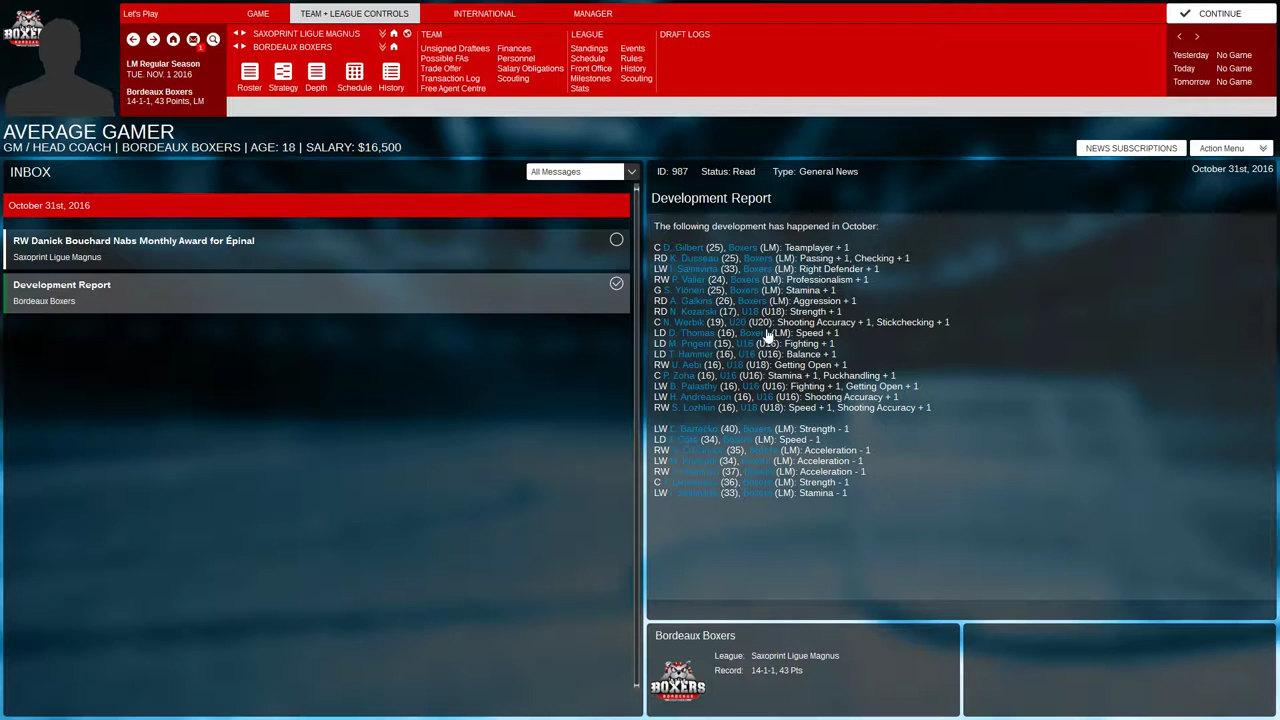 Let's Play
GAME
TEAM + LEAGUE CONTROLS
INTERNATIONAL
MANAGER
CONTINUE
SAXOPRINT LIGUE MAGNUS
BORDEAUX BOXERS
1
LM Regular Season
TUE. NOV. 1 2016
Bordeaux Boxers
14-1-1, 43 Points, LM
Roster
Strategy
Depth
Schedule
History
TEAM
Unsigned Draftees
Possible FAs
Trade Offer
Transaction Log
Free Agent Centre
Finances
Personnel
Salary Obligations
Scouting
LEAGUE
Standings
Schedule
Front Office
Milestones
Stats
Events
Rules
History
Scouting
DRAFT LOGS
Yesterday No Game
Today No Game
Tomorrow No Game
AVERAGE GAMER
GM / HEAD COACH | BORDEAUX BOXERS | AGE: 18 | SALARY: $16,500
NEWS SUBSCRIPTIONS
Action Menu
INBOX
All Messages
October 31st, 2016
RW Danick Bouchard Nabs Monthly Award for Épinal
Saxoprint Ligue Magnus
Development Report
Bordeaux Boxers
ID: 987 Status: Read Type: General News
October 31st, 2016
Development Report
The following development has happened in October:
C D. Gilbert (25), Boxers (LM): Teamplayer + 1
RD K. Dusseau (25), Boxers (LM): Passing + 1, Checking + 1
LW Salmivirta (33), Boxers (LM): Right Defender + 1
RW P. Valier (24), Boxers (LM): Professionalism + 1
G S. Ylönen (25), Boxers (LM): Stamina + 1
RD A. Galkins (26), Boxers (LM): Aggression + 1
RD N. Kozarski (17), U18 (U18): Strength + 1
C N. Werbik (19), U20 (U20): Shooting Accuracy + 1, Stickchecking + 1
LD D. Thomas (16), (LM): Speed + 1
LD M. Prigent (15), U16 (U16): Fighting + 1
LD T. Hammer (16), U16 (U16): Balance + 1
RW U. Aebi (16), U18 (U18): Getting Open + 1
C P. Zoha (16), U16 (U16): Stamina + 1, Puckhandling + 1
LW B. Palasthy (16), U16 (U16): Fighting + 1, Getting Open + 1
LW H. Andreasson (16), U16 (U16): Shooting Accuracy + 1
RW S. Lozhkin (16), U18 (U18): Speed + 1, Shooting Accuracy + 1
LW (40), Boxers (LM): Strength - 1
LD (34), Boxers (LM): Speed - 1
RW (35), (LM): Acceleration - 1
LW (34), (LM): Acceleration - 1
RW (37), (LM): Acceleration - 1
C (36), Boxers (LM): Strength - 1
LW (33), Boxers (LM): Stamina - 1
Bordeaux Boxers
League: Saxoprint Ligue Magnus
Record: 14-1-1, 43 Pts
BOXERS
BORDEAUX